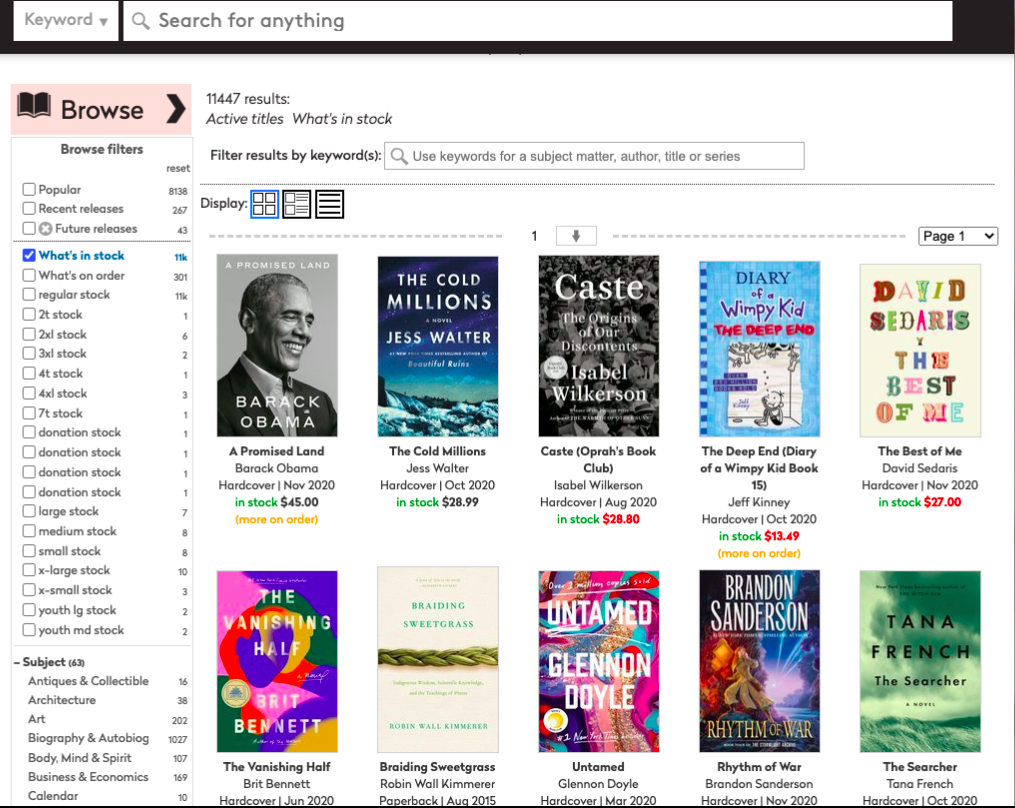 Keyword ▼
Search for anything
Browse
11447 results:
Active titles What's in stock
Browse filters
reset
Filter results by keyword(s):
Use keywords for a subject matter, author, title or series
Popular 8138
Recent releases 267
Future releases 43
What's in stock 11k
What's on order 301
regular stock 11k
2t stock 1
2xl stock 6
3xl stock 2
4t stock 1
4xl stock 3
7t stock 1
donation stock 1
donation stock 1
donation stock 1
donation stock 1
large stock 7
medium stock 8
small stock 8
x-large stock 10
x-small stock 3
youth lg stock 2
youth md stock 2
– Subject (63)
Antiques & Collectible 16
Architecture 38
Art 202
Biography & Autobiog 1027
Body, Mind & Spirit 107
Business & Economics 169
Calendar 10
Display:
1
Page 1
A PROMISED LAND
BARACK
OBAMA
A Promised Land
Barack Obama
Hardcover | Nov 2020
in stock $45.00
(more on order)
THE COLD
MILLIONS
A NOVEL
JESS WALTER
#1 NEW YORK TIMES BESTSELLING AUTHOR OF
Beautiful Ruins
The Cold Millions
Jess Walter
Hardcover | Oct 2020
in stock $28.99
Caste
The Origins
of Our
Discontents
Isabel
Wilkerson
Caste (Oprah's Book
Club)
Isabel Wilkerson
Hardcover | Aug 2020
in stock $28.80
DIARY
of a
Wimpy Kid
THE DEEP END
Jeff
Kinney
The Deep End (Diary
of a Wimpy Kid Book
15)
Jeff Kinney
Hardcover | Oct 2020
in stock $13.49
(more on order)
DAVID
SEDARIS
THE
BEST
OF ME
The Best of Me
David Sedaris
Hardcover | Nov 2020
in stock $27.00
THE
VANISHING
HALF
a novel
BRIT
BENNETT
The Vanishing Half
Brit Bennett
Hardcover | Jun 2020
BRAIDING
SWEETGRASS
Indigenous Wisdom, Scientific Knowledge,
and the Teachings of Plants
ROBIN WALL KIMMERER
Braiding Sweetgrass
Robin Wall Kimmerer
Paperback | Aug 2015
Over 2 million copies sold
UNTAMED
GLENNON
DOYLE
#1 New York Times bestseller
Untamed
Glennon Doyle
Hardcover | Mar 2020
BRANDON
SANDERSON
#1 NEW YORK TIMES BESTSELLING AUTHOR
RHYTHM OF WAR
Rhythm of War
Brandon Sanderson
Hardcover | Nov 2020
TANA
FRENCH
The Searcher
A NOVEL
The Searcher
Tana French
Hardcover | Oct 2020